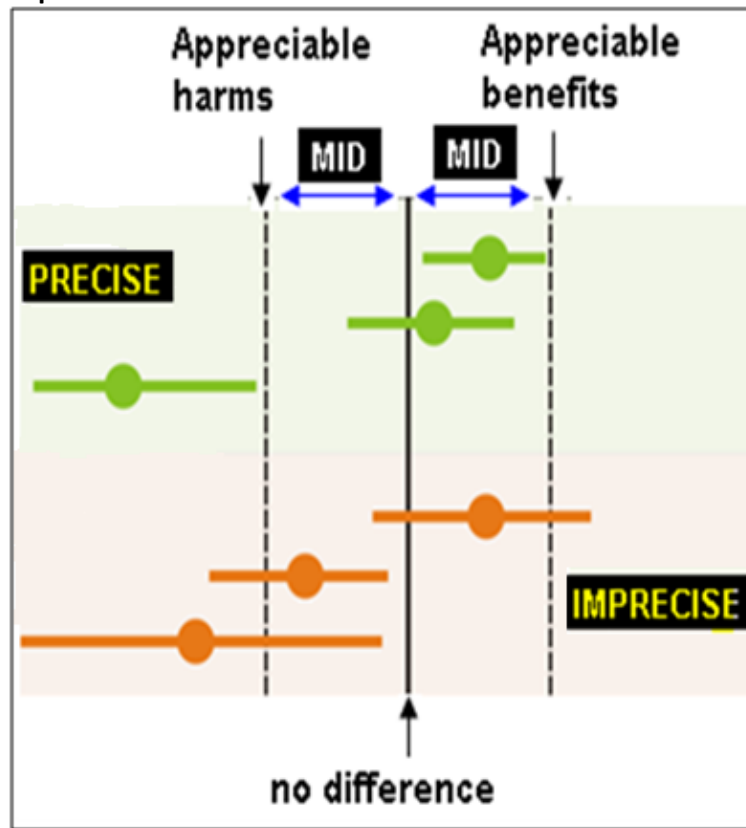 Appreciable
harms
Appreciable
benefits
MID
MID
PRECISE
IMPRECISE
no difference